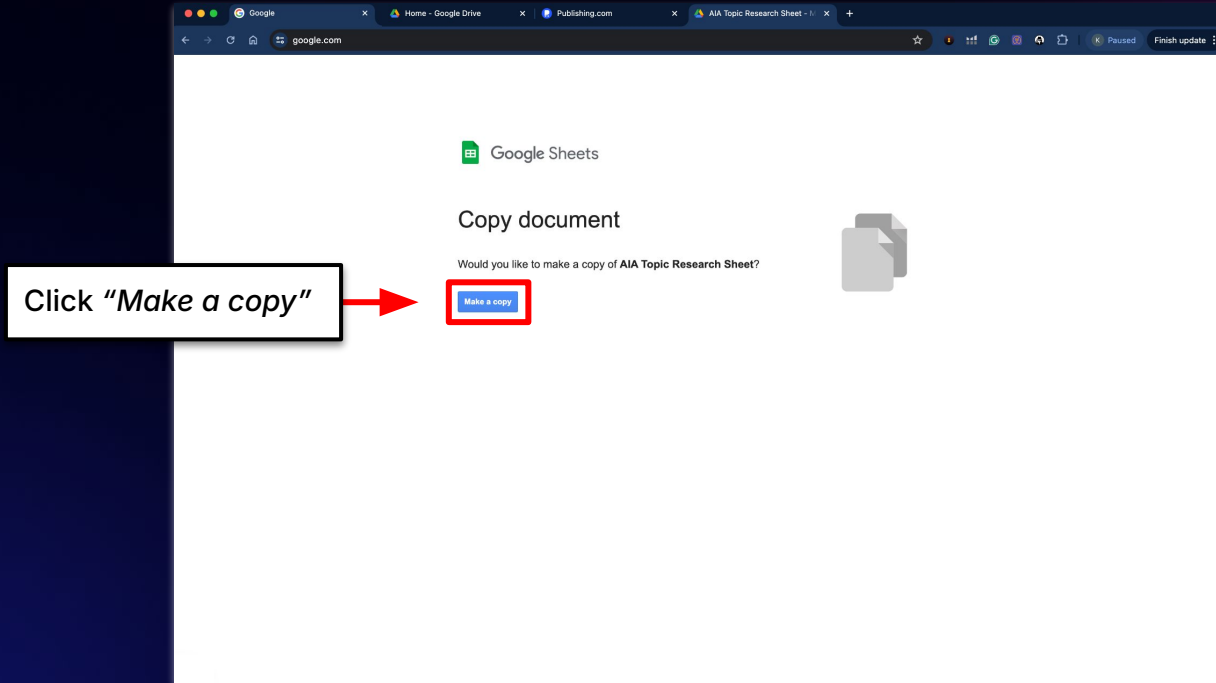 Google
Home - Google Drive
Publishing.com
AIA Topic Research Sheet - M
google.com
K Paused
Finish update
Google Sheets
Copy document
Would you like to make a copy of AIA Topic Research Sheet?
Click “Make a copy”
Make a copy